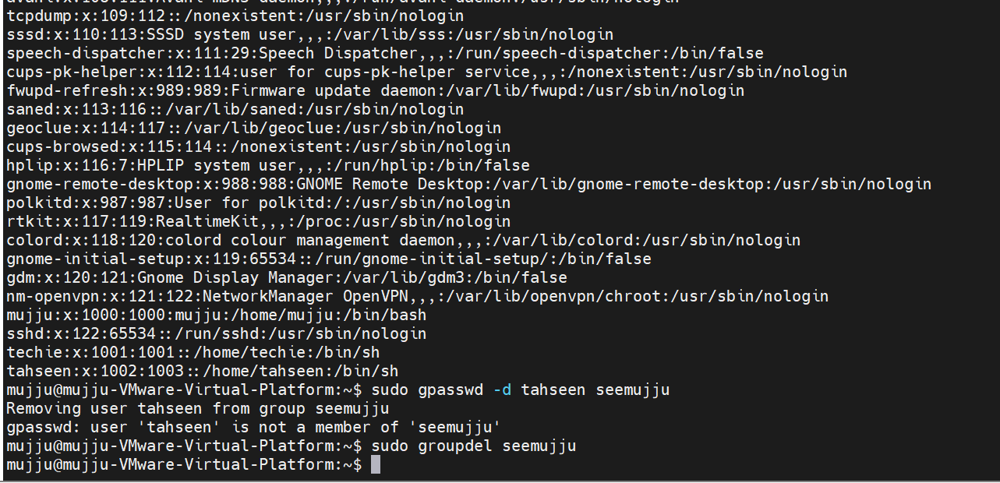 tcpdump:x:109:112::/nonexistent:/usr/sbin/nologin
sssd:x:110:113:SSSD system user,,,:/var/lib/sss:/usr/sbin/nologin
speech-dispatcher:x:111:29:Speech Dispatcher,,,:/run/speech-dispatcher:/bin/false
cups-pk-helper:x:112:114:user for cups-pk-helper service,,,:/nonexistent:/usr/sbin/nologin
fwupd-refresh:x:989:989:Firmware update daemon:/var/lib/fwupd:/usr/sbin/nologin
saned:x:113:116::/var/lib/saned:/usr/sbin/nologin
geoclue:x:114:117::/var/lib/geoclue:/usr/sbin/nologin
cups-browsed:x:115:114::/nonexistent:/usr/sbin/nologin
hplip:x:116:7:HPLIP system user,,,:/run/hplip:/bin/false
gnome-remote-desktop:x:988:988:GNOME Remote Desktop:/var/lib/gnome-remote-desktop:/usr/sbin/nologin
polkitd:x:987:987:User for polkitd:/:/usr/sbin/nologin
rtkit:x:117:119:RealtimeKit,,,:/proc:/usr/sbin/nologin
colord:x:118:120:colord colour management daemon,,,:/var/lib/colord:/usr/sbin/nologin
gnome-initial-setup:x:119:65534::/run/gnome-initial-setup/:/bin/false
gdm:x:120:121:Gnome Display Manager:/var/lib/gdm3:/bin/false
nm-openvpn:x:121:122:NetworkManager OpenVPN,,,:/var/lib/openvpn/chroot:/usr/sbin/nologin
mujju:x:1000:1000:mujju:/home/mujju:/bin/bash
sshd:x:122:65534::/run/sshd:/usr/sbin/nologin
techie:x:1001:1001::/home/techie:/bin/sh
tahseen:x:1002:1003::/home/tahseen:/bin/sh
mujju@mujju-VMware-Virtual-Platform:~$ sudo gpasswd -d tahseen seemujju
Removing user tahseen from group seemujju
gpasswd: user 'tahseen' is not a member of 'seemujju'
mujju@mujju-VMware-Virtual-Platform:~$ sudo groupdel seemujju
mujju@mujju-VMware-Virtual-Platform:~$